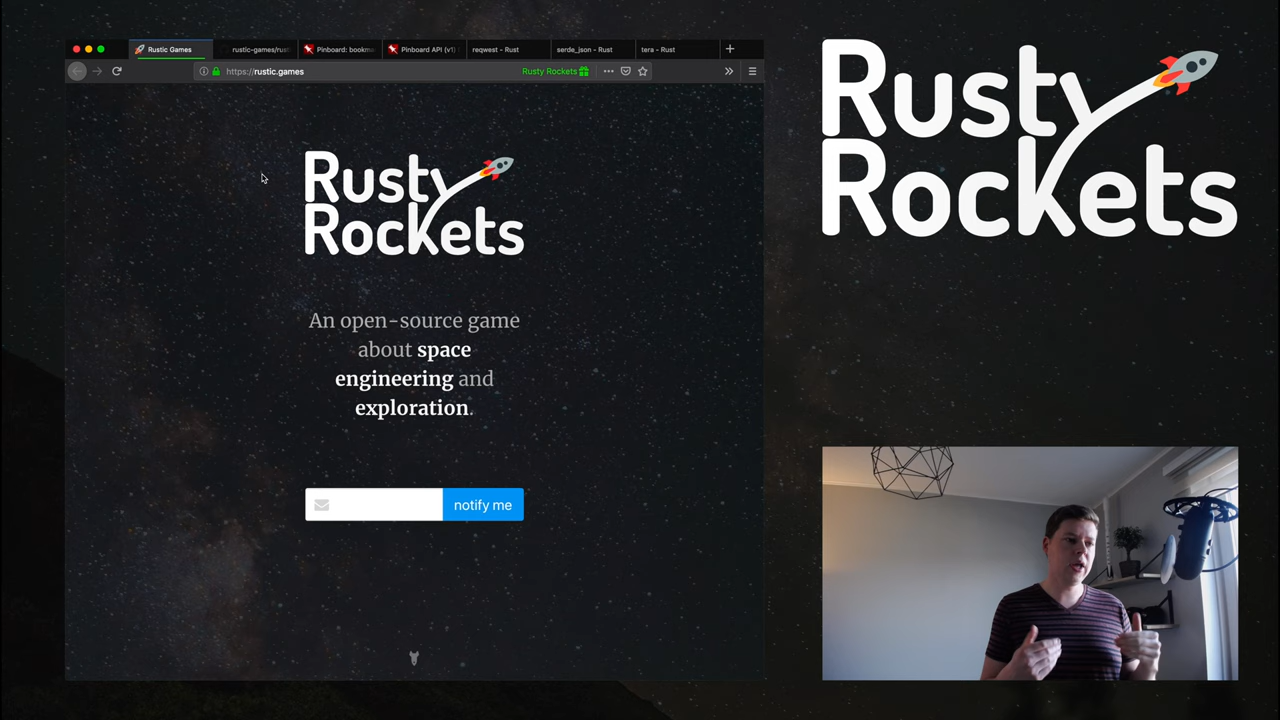 Rustic Games
rustic-games/rust
Pinboard: bookma
Pinboard API (v1)
reqwest - Rust
serde_json - Rust
tera - Rust
https://rustic.games
Rusty Rockets
Rusty
Rockets
An open-source game
about space
engineering and
exploration.
notify me
Rusty
Rockets